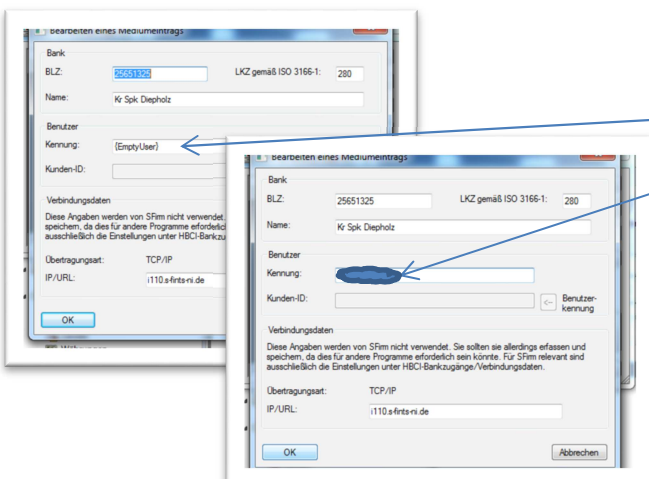 Bearbeiten eines Mediumeintrags
Bank
BLZ: 25651325 LKZ gemäß ISO 3166-1: 280
Name: Kr Spk Diepholz
Benutzer
Kennung: {EmptyUser}
Kunden-ID:
Verbindungsdaten
Diese Angaben werden von SFirm nicht verwendet.
speichern, da dies für andere Programme erforderlic
ausschließlich die Einstellungen unter HBCI-Bankzu
Übertragungsart: TCP/IP
IP/URL: i110.s-fints-ni.de
OK
Bearbeiten eines Mediumeintrags
Bank
BLZ: 25651325 LKZ gemäß ISO 3166-1: 280
Name: Kr Spk Diepholz
Benutzer
Kennung:
Kunden-ID: <- Benutzer-
kennung
Verbindungsdaten
Diese Angaben werden von SFirm nicht verwendet. Sie sollten sie allerdings erfassen und
speichern, da dies für andere Programme erforderlich sein könnte. Für SFirm relevant sind
ausschließlich die Einstellungen unter HBCI-Bankzugänge/Verbindungsdaten.
Übertragungsart: TCP/IP
IP/URL: i110.s-fints-ni.de
OK Abbrechen